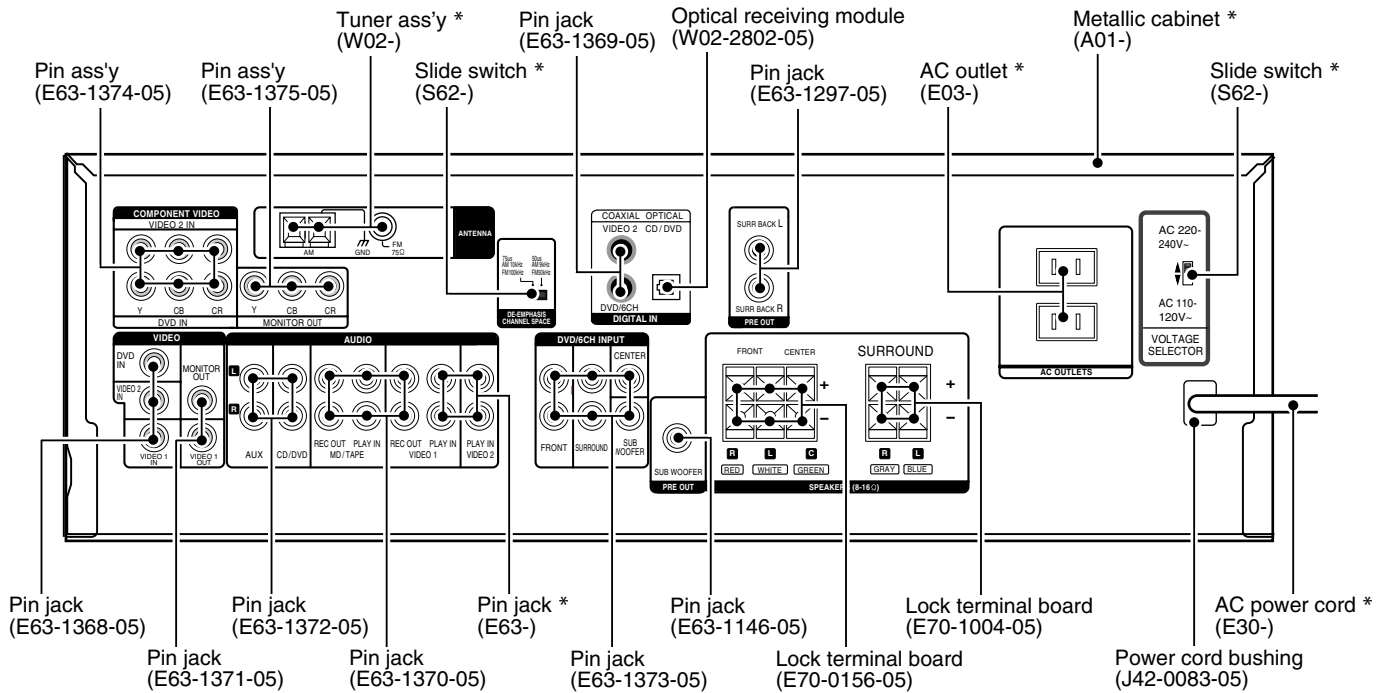 Tuner ass'y *
(W02-)
Pin jack
(E63-1369-05)
Optical receiving module
(W02-2802-05)
Metallic cabinet *
(A01-)
Pin ass'y
(E63-1374-05)
Pin ass'y
(E63-1375-05)
Slide switch *
(S62-)
Pin jack
(E63-1297-05)
AC outlet *
(E03-)
Slide switch *
(S62-)
COMPONENT VIDEO
VIDEO 2 IN
Y CB CR
DVD IN
Y CB CR
MONITOR OUT
AM
GND
FM
75Ω
ANTENNA
75us 50us
AM 10kHz AM 9kHz
FM100kHz FM50kHz
DE-EMPHASIS
CHANNEL SPACE
COAXIAL OPTICAL
VIDEO 2 CD / DVD
DVD/6CH
DIGITAL IN
SURR BACK L
SURR BACK R
PRE OUT
AC OUTLETS
AC 220-
240V~
AC 110-
120V~
VOLTAGE
SELECTOR
VIDEO
DVD
IN
VIDEO 2
IN
VIDEO 1
IN
MONITOR
OUT
VIDEO 1
OUT
AUDIO
L
R
AUX CD/DVD
REC OUT PLAY IN
MD/TAPE
REC OUT PLAY IN
VIDEO 1
PLAY IN
VIDEO 2
DVD/6CH INPUT
CENTER
FRONT
SURROUND
SUB
WOOFER
SUB WOOFER
PRE OUT
FRONT CENTER
SURROUND
+ +
− −
R L C R L
RED WHITE GREEN GRAY BLUE
SPEAKERS (8-16Ω)
Pin jack
(E63-1368-05)
Pin jack
(E63-1372-05)
Pin jack *
(E63-)
Pin jack
(E63-1146-05)
Lock terminal board
(E70-1004-05)
AC power cord *
(E30-)
Pin jack
(E63-1371-05)
Pin jack
(E63-1370-05)
Pin jack
(E63-1373-05)
Lock terminal board
(E70-0156-05)
Power cord bushing
(J42-0083-05)